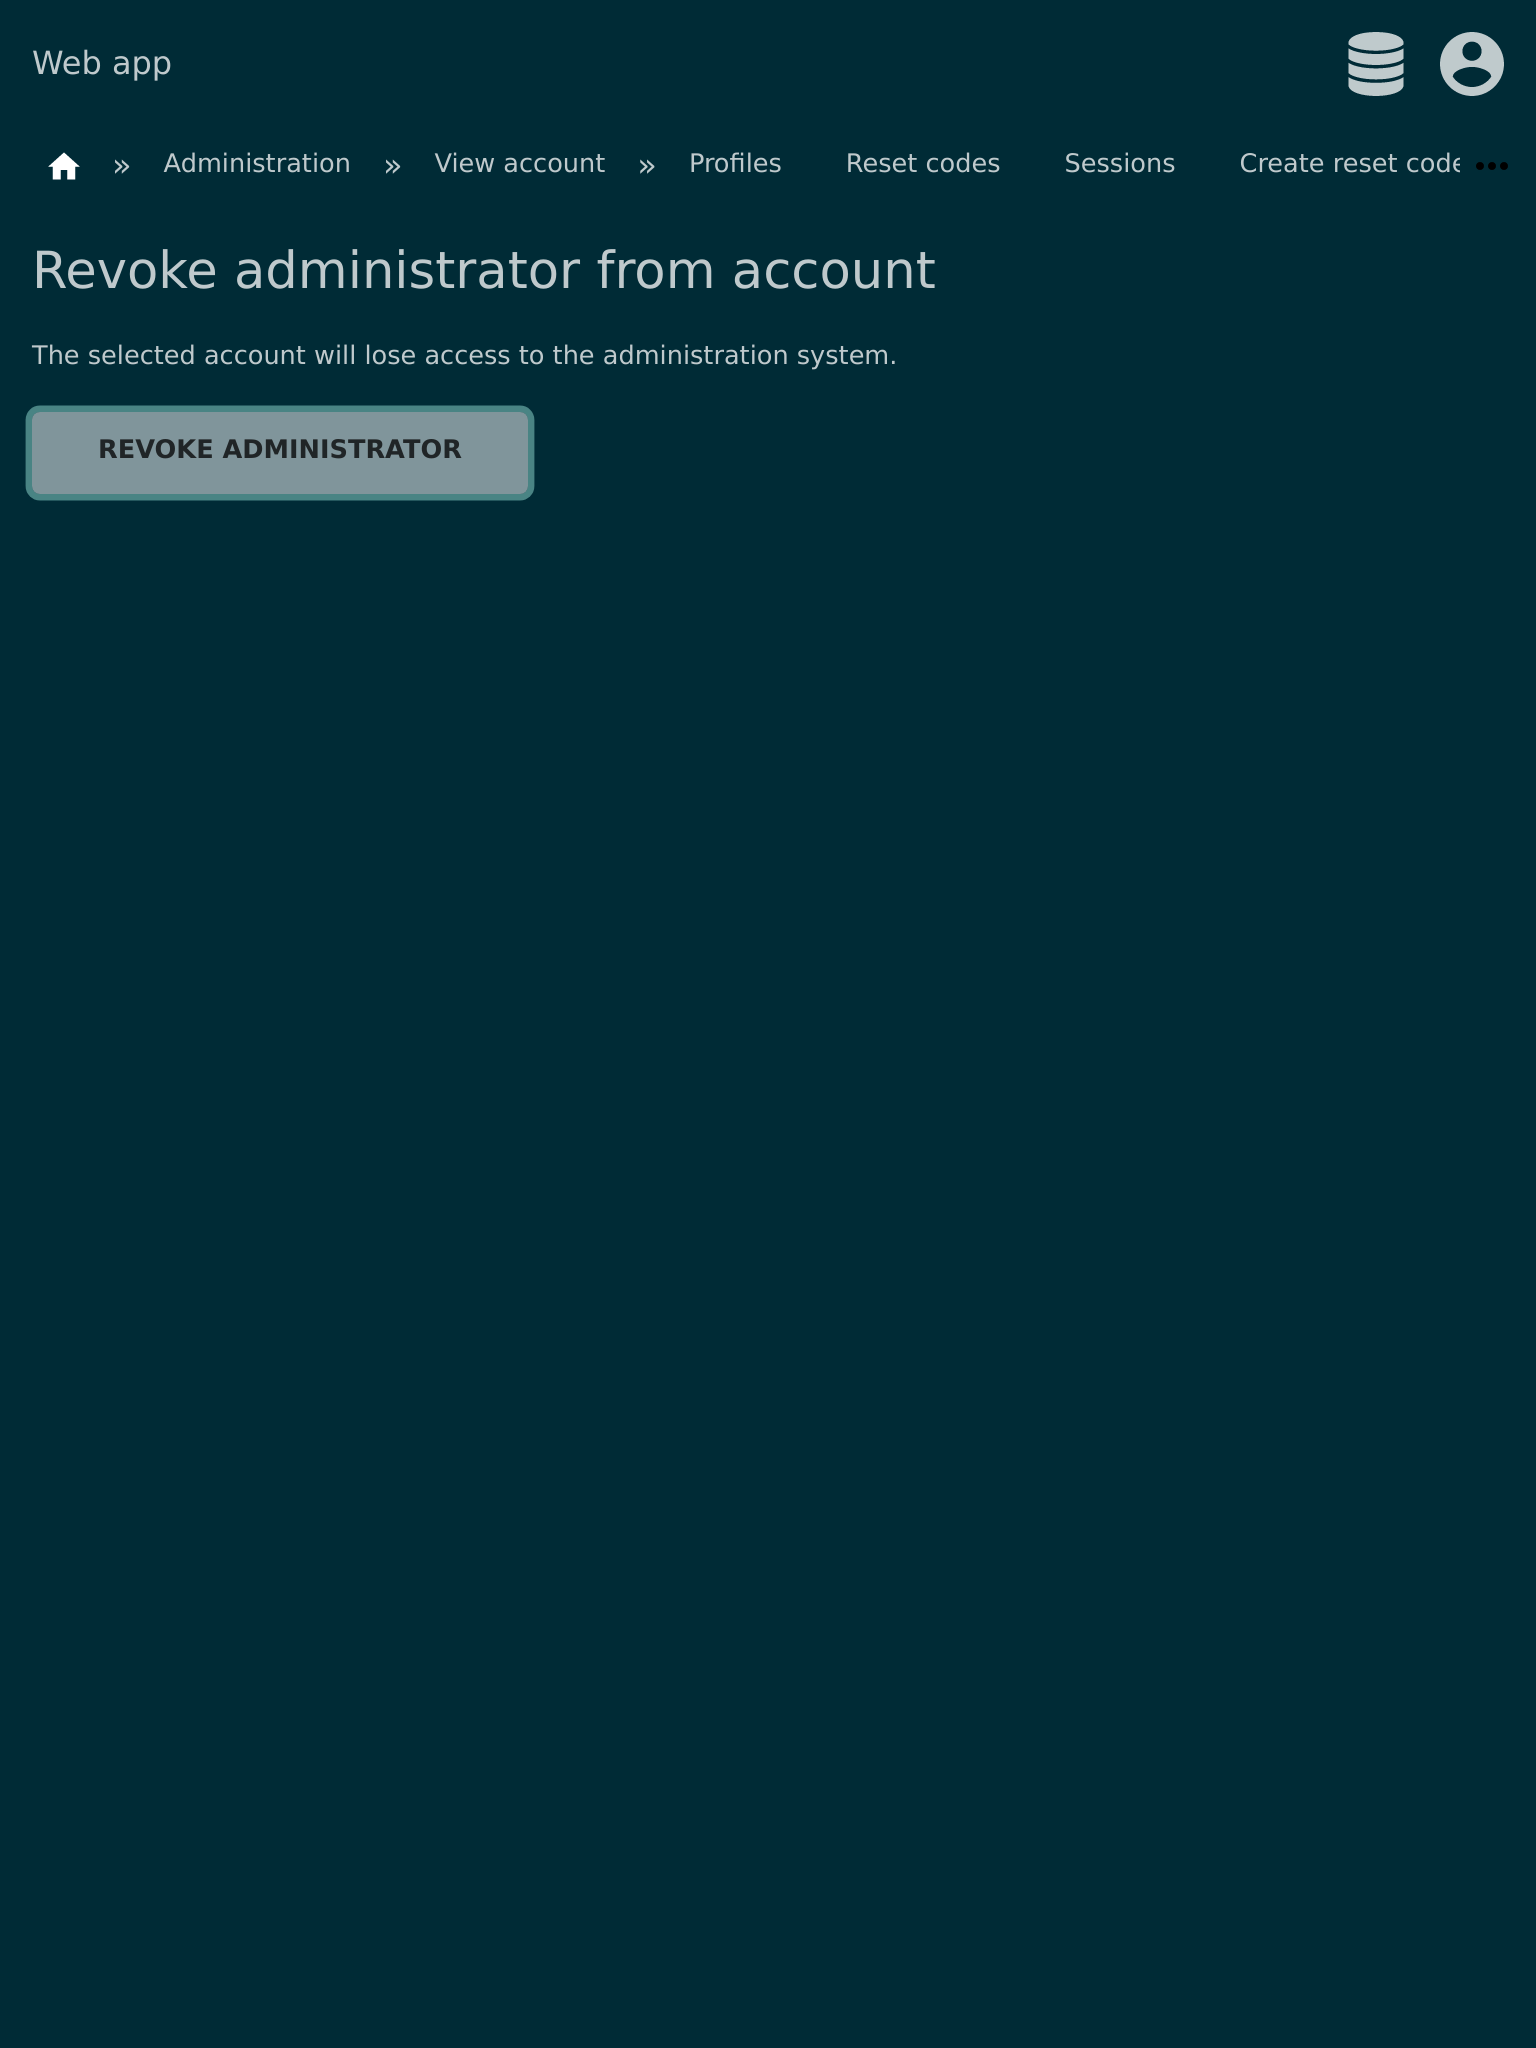 Web app
» Administration » View account » Profiles Reset codes Sessions Create reset code
Revoke administrator from account
The selected account will lose access to the administration system.
REVOKE ADMINISTRATOR